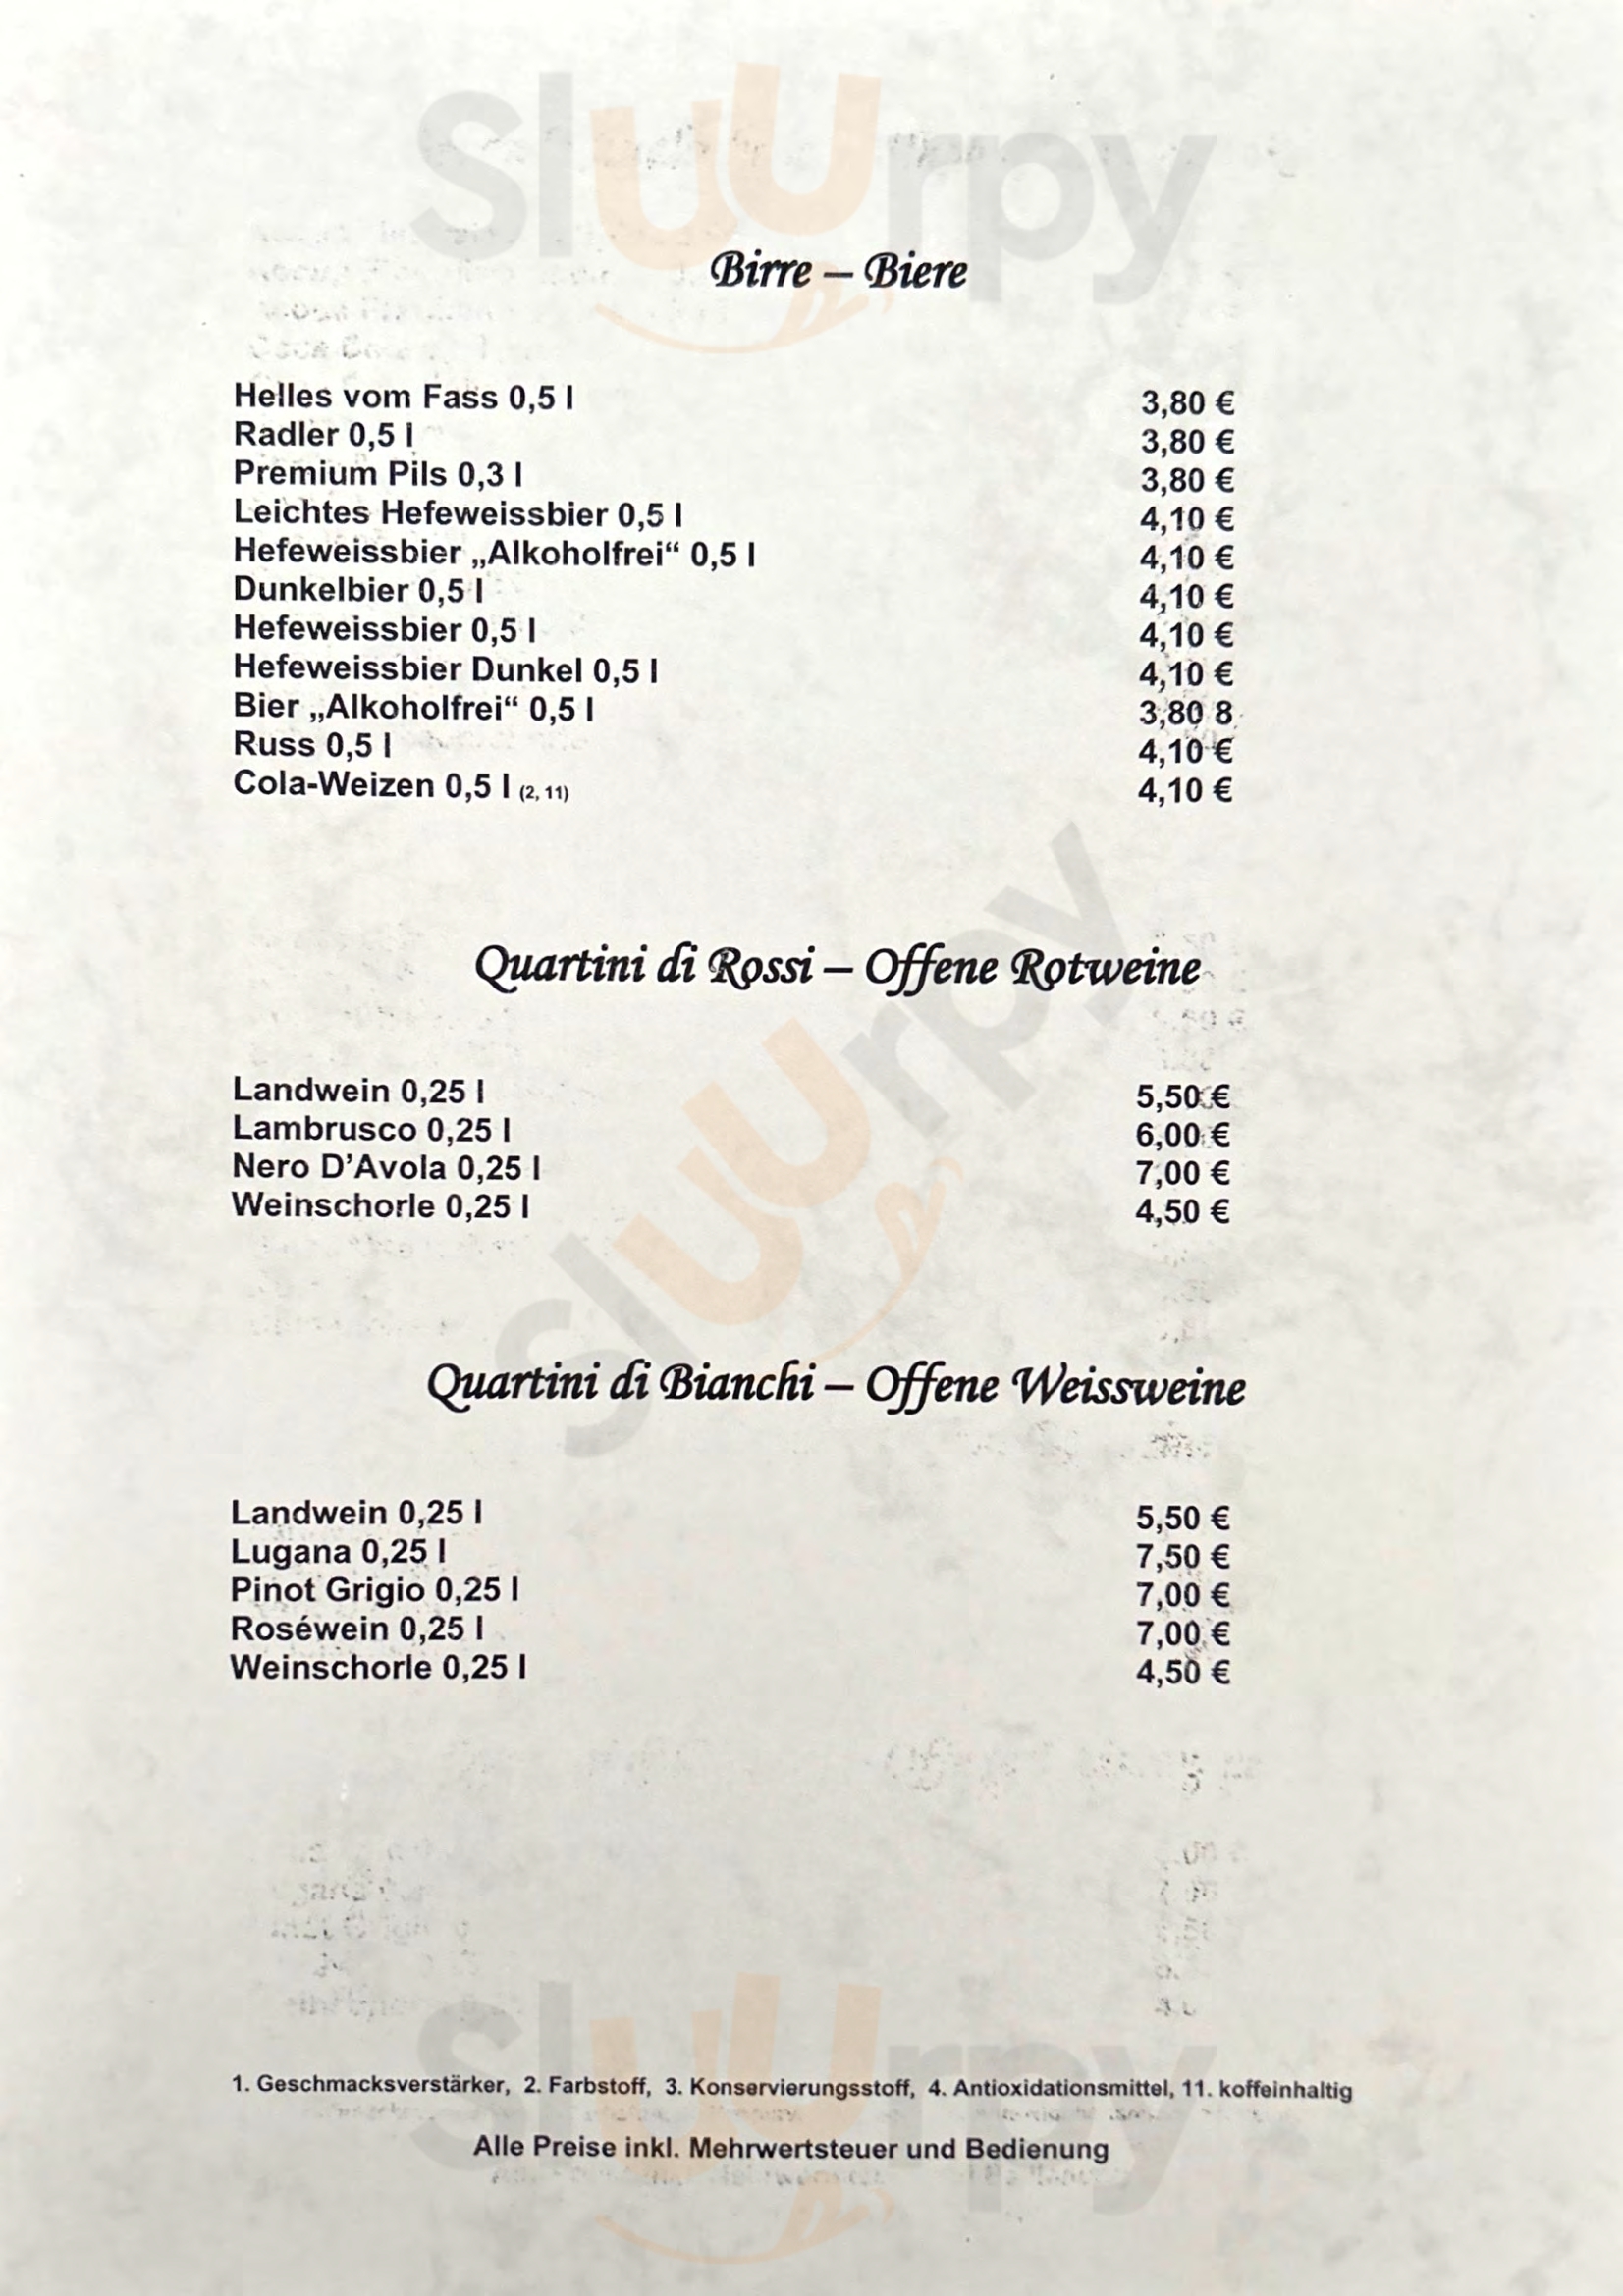 Sluurpy
Birre – Biere
Helles vom Fass 0,5 l 3,80 €
Radler 0,5 l 3,80 €
Premium Pils 0,3 l 3,80 €
Leichtes Hefeweissbier 0,5 l 4,10 €
Hefeweissbier „Alkoholfrei“ 0,5 l 4,10 €
Dunkelbier 0,5 l 4,10 €
Hefeweissbier 0,5 l 4,10 €
Hefeweissbier Dunkel 0,5 l 4,10 €
Bier „Alkoholfrei“ 0,5 l 3,80 8
Russ 0,5 l 4,10 €
Cola-Weizen 0,5 l (2, 11) 4,10 €
Quartini di Rossi – Offene Rotweine
Landwein 0,25 l 5,50 €
Lambrusco 0,25 l 6,00 €
Nero D’Avola 0,25 l 7,00 €
Weinschorle 0,25 l 4,50 €
Sluurpy
Quartini di Bianchi – Offene Weissweine
Landwein 0,25 l 5,50 €
Lugana 0,25 l 7,50 €
Pinot Grigio 0,25 l 7,00 €
Roséwein 0,25 l 7,00 €
Weinschorle 0,25 l 4,50 €
Sluurpy
1. Geschmacksverstärker, 2. Farbstoff, 3. Konservierungsstoff, 4. Antioxidationsmittel, 11. koffeinhaltig
Alle Preise inkl. Mehrwertsteuer und Bedienung